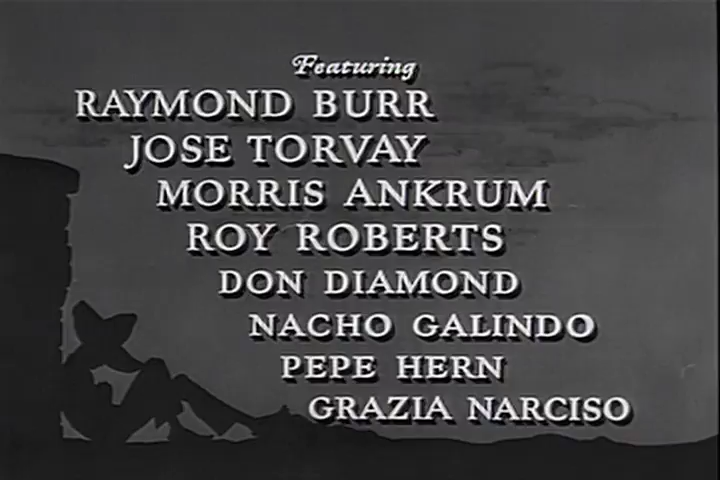 Featuring
RAYMOND BURR
JOSE TORVAY
MORRIS ANKRUM
ROY ROBERTS
DON DIAMOND
NACHO GALINDO
PEPE HERN
GRAZIA NARCISO